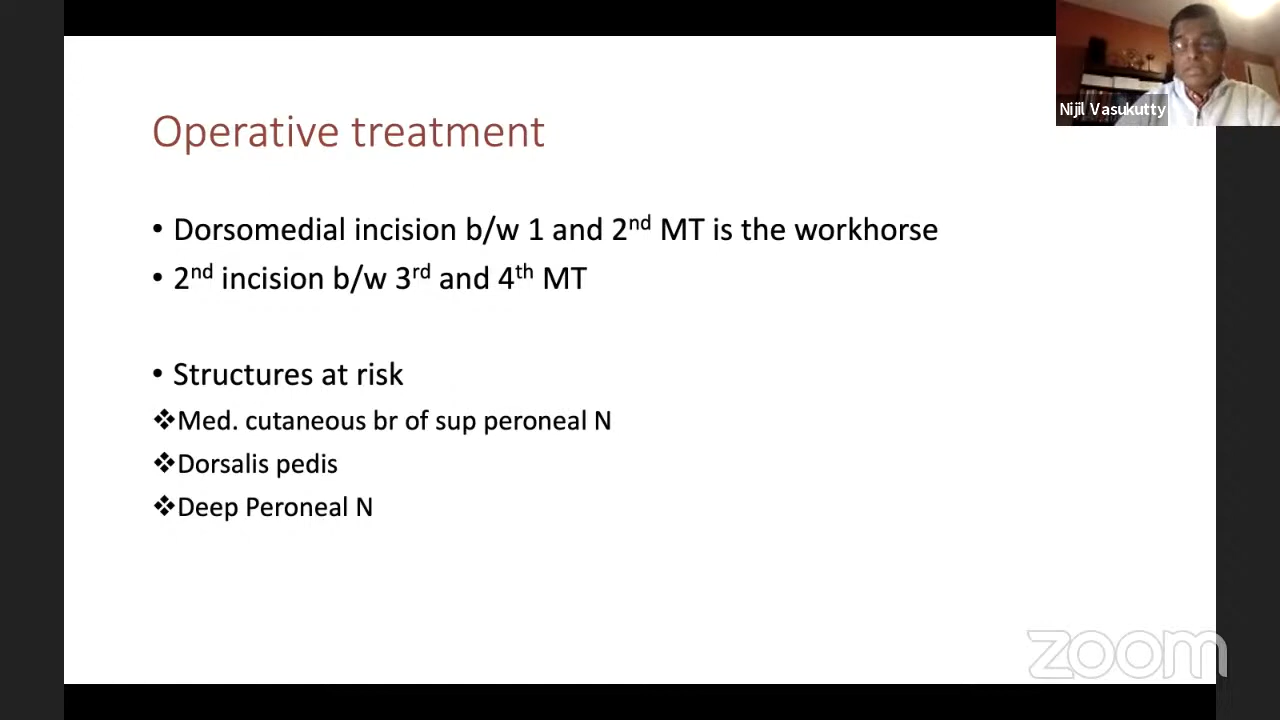 Nijil Vasukutty
Operative treatment
• Dorsomedial incision b/w 1 and 2nd MT is the workhorse
• 2nd incision b/w 3rd and 4th MT
• Structures at risk
❖Med. cutaneous br of sup peroneal N
❖Dorsalis pedis
❖Deep Peroneal N
zoom